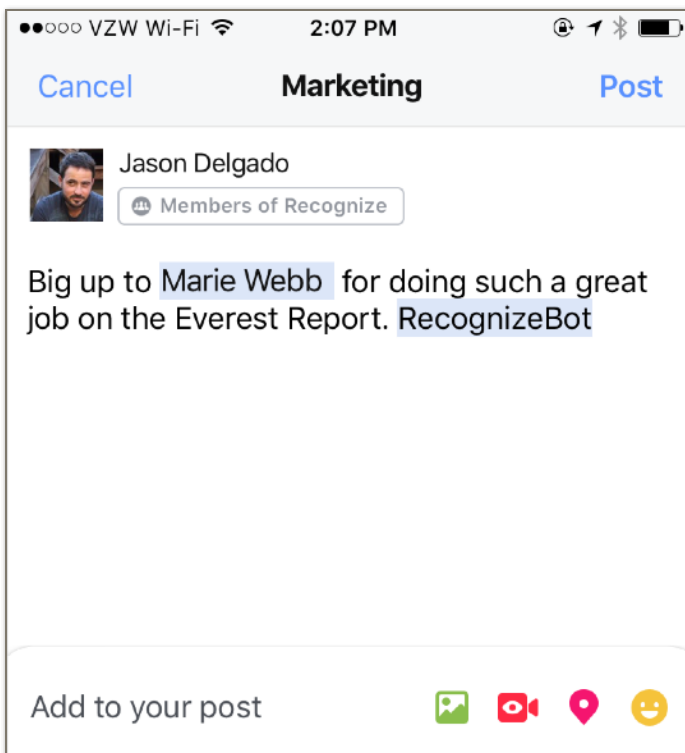 VZW Wi-Fi 2:07 PM
Cancel Marketing Post
Jason Delgado
Members of Recognize
Big up to Marie Webb for doing such a great
job on the Everest Report. RecognizeBot
Add to your post